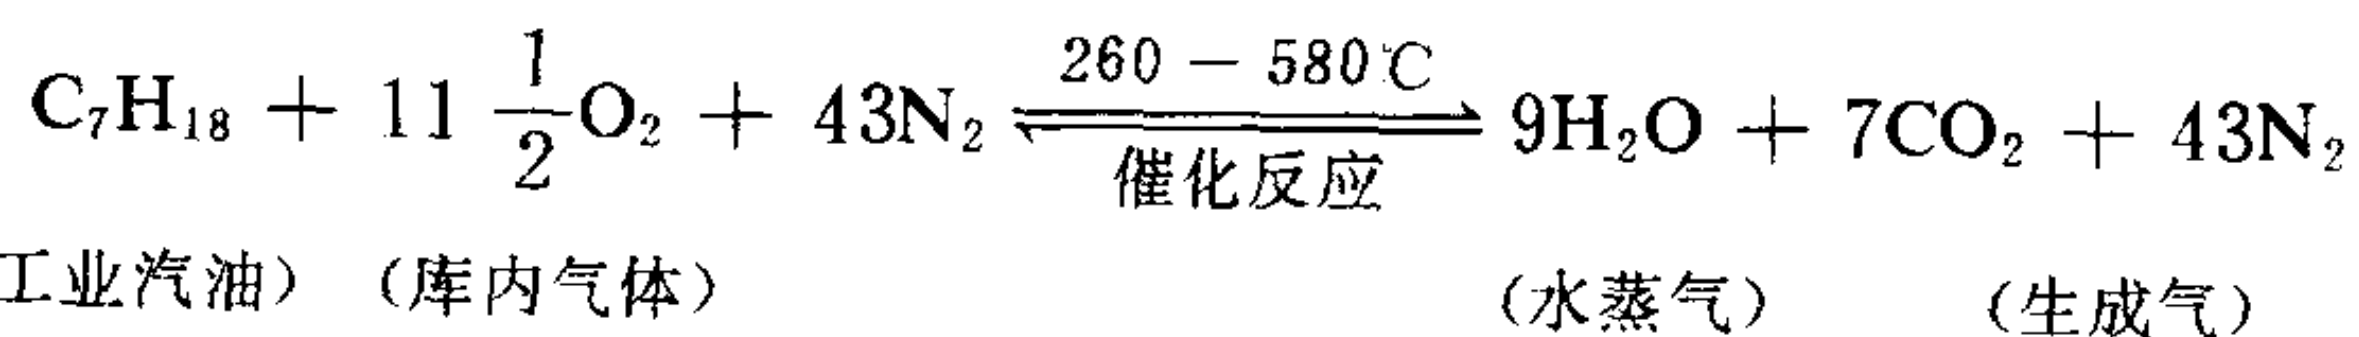 C₇H₁₈ + 11 1/2 O₂ + 43N₂ ⇌ 9H₂O + 7CO₂ + 43N₂
260 － 580℃
催化反应
工业汽油） （库内气体） （水蒸气） （生成气）